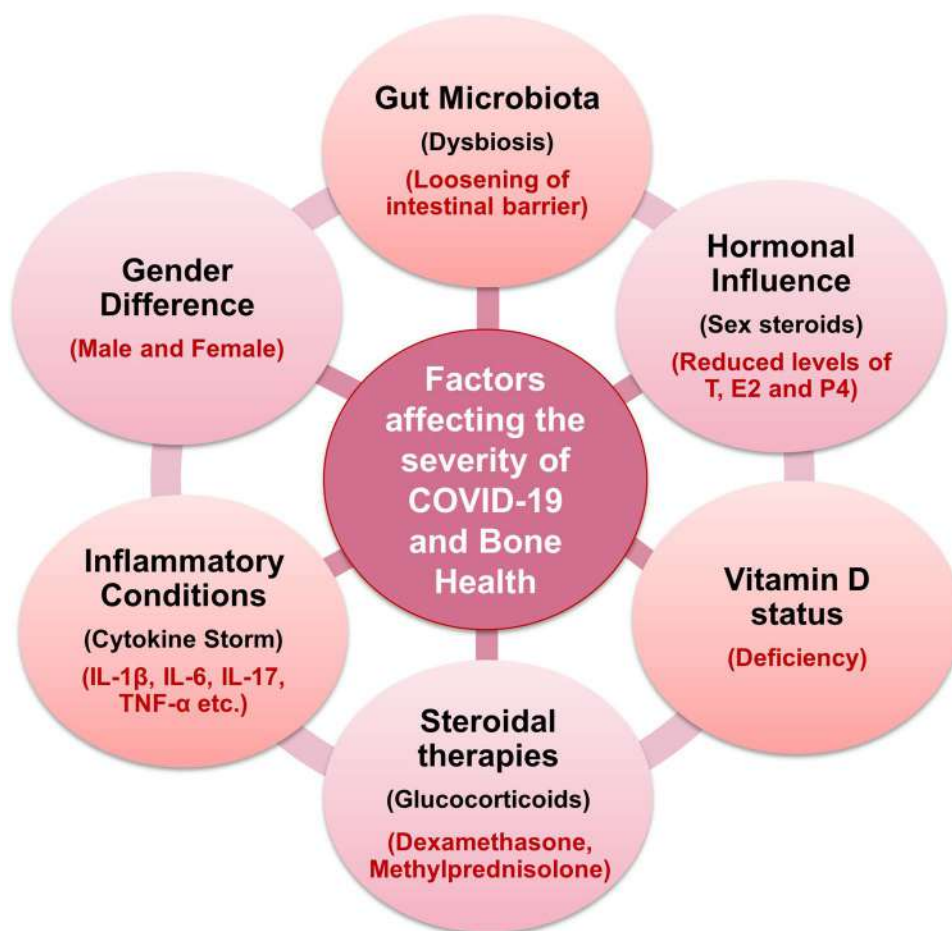 Gut Microbiota
(Dysbiosis)
(Loosening of
intestinal barrier)
Hormonal
Influence
(Sex steroids)
(Reduced levels of
T, E2 and P4)
Vitamin D
status
(Deficiency)
Steroidal
therapies
(Glucocorticoids)
(Dexamethasone,
Methylprednisolone)
Inflammatory
Conditions
(Cytokine Storm)
(IL-1β, IL-6, IL-17,
TNF-α etc.)
Gender
Difference
(Male and Female)
Factors
affecting the
severity of
COVID-19
and Bone
Health